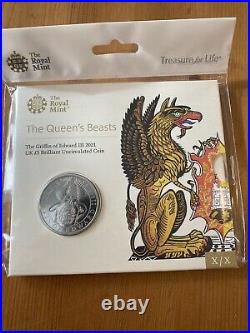 The
Royal
Mint®
Treasure for Life®
The
Royal
Mint®
The Queen's Beasts
The Griffin of Edward III 2021
UK £5 Brilliant Uncirculated Coin
X/X